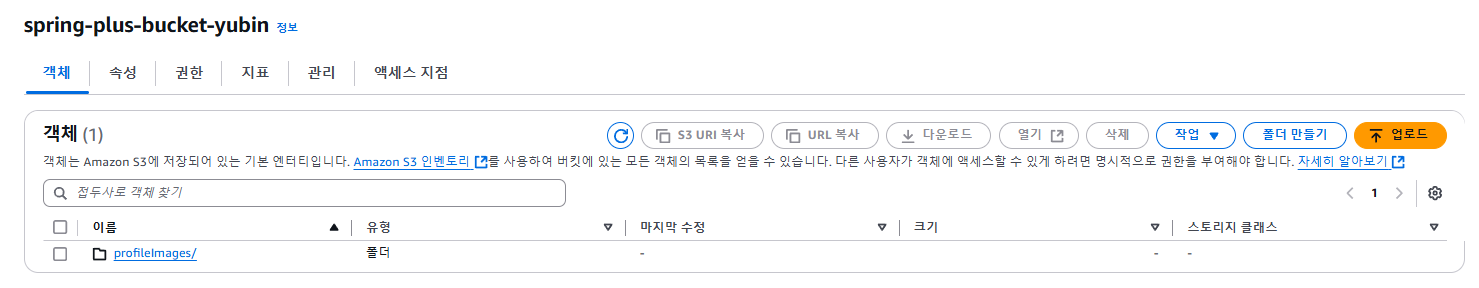 spring-plus-bucket-yubin 정보
객체 속성 권한 지표 관리 액세스 지점
객체 (1) S3 URI 복사 URL 복사 다운로드 열기 삭제 작업 폴더 만들기 업로드
객체는 Amazon S3에 저장되어 있는 기본 엔터티입니다. Amazon S3 인벤토리를 사용하여 버킷에 있는 모든 객체의 목록을 얻을 수 있습니다. 다른 사용자가 객체에 액세스할 수 있게 하려면 명시적으로 권한을 부여해야 합니다. 자세히 알아보기
접두사로 객체 찾기 1
이름 유형 마지막 수정 크기 스토리지 클래스
profileImages/ 폴더 - - -